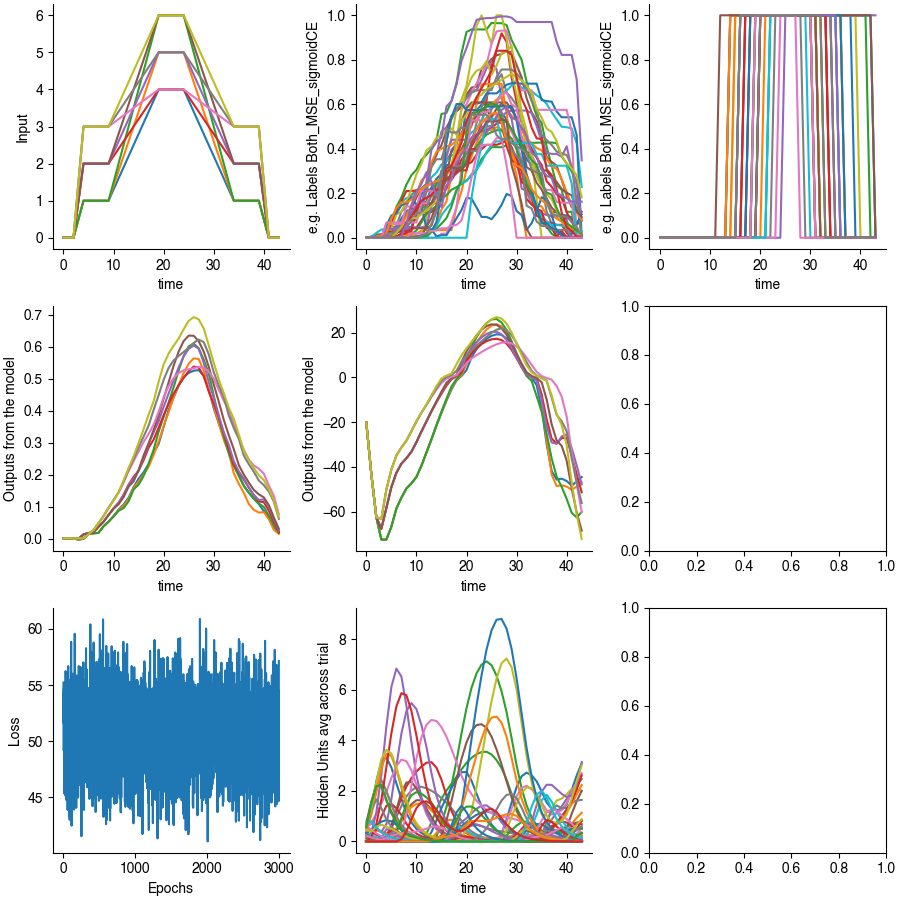 Input
6
5
4
3
2
1
0
0 10 20 30 40
time
e.g. Labels Both_MSE_sigmoidCE
1.0
0.8
0.6
0.4
0.2
0.0
0 10 20 30 40
time
e.g. Labels Both_MSE_sigmoidCE
1.0
0.8
0.6
0.4
0.2
0.0
0 10 20 30 40
time
Outputs from the model
0.7
0.6
0.5
0.4
0.3
0.2
0.1
0.0
0 10 20 30 40
time
Outputs from the model
20
0
−20
−40
−60
0 10 20 30 40
time
1.0
0.8
0.6
0.4
0.2
0.0
0.0 0.2 0.4 0.6 0.8 1.0
Loss
60
55
50
45
0 1000 2000 3000
Epochs
Hidden Units avg across trial
8
6
4
2
0
0 10 20 30 40
time
1.0
0.8
0.6
0.4
0.2
0.0
0.0 0.2 0.4 0.6 0.8 1.0